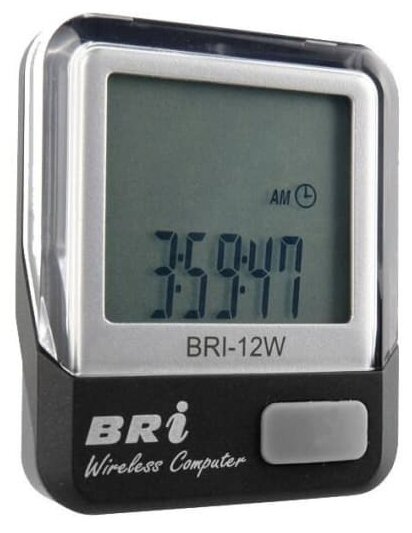 AM
3:59:47
BRI-12W
BRi
Wireless Computer